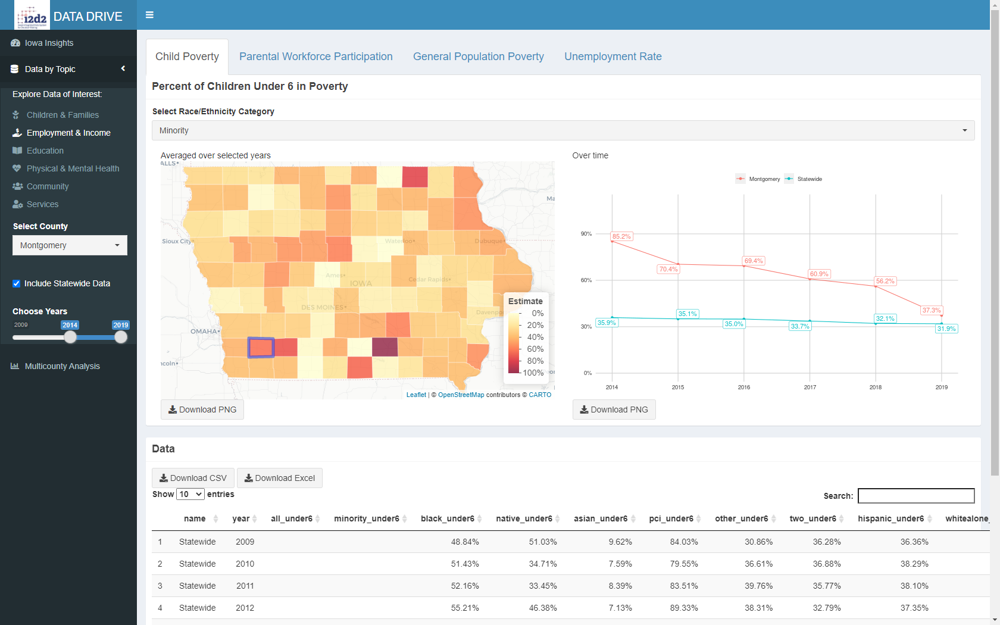 i2d2
DATA DRIVE
Iowa Insights
Data by Topic
Explore Data of Interest:
Children & Families
Employment & Income
Education
Physical & Mental Health
Community
Services
Select County
Montgomery
Include Statewide Data
Choose Years
2009 2014 2019
Multicounty Analysis
Child Poverty Parental Workforce Participation General Population Poverty Unemployment Rate
Percent of Children Under 6 in Poverty
Select Race/Ethnicity Category
Minority
Averaged over selected years
ALLS
Ma
Sioux City
Waterloo
Dubuque
Ames
IOWA
Cedar Rapids
DES MOINES
Davenpo
OMAHA
ncoln
Estimate
0%
20%
40%
60%
80%
100%
Leaflet | © OpenStreetMap contributors © CARTO
Download PNG
Over time
Montgomery Statewide
90%
60%
30%
0%
85.2%
70.4%
69.4%
60.9%
56.2%
37.3%
35.9%
35.1%
35.0%
33.7%
32.1%
31.9%
2014 2015 2016 2017 2018 2019
Download PNG
Data
Download CSV Download Excel
Show 10 entries
Search:
name year all_under6 minority_under6 black_under6 native_under6 asian_under6 pci_under6 other_under6 two_under6 hispanic_under6 whitealone_
1 Statewide 2009 48.84% 51.03% 9.62% 84.03% 30.86% 36.28% 36.36%
2 Statewide 2010 51.43% 34.71% 7.59% 79.55% 36.61% 36.88% 38.29%
3 Statewide 2011 52.16% 33.45% 8.39% 83.51% 39.76% 35.77% 38.10%
4 Statewide 2012 55.21% 46.38% 7.13% 89.33% 38.31% 32.79% 37.35%